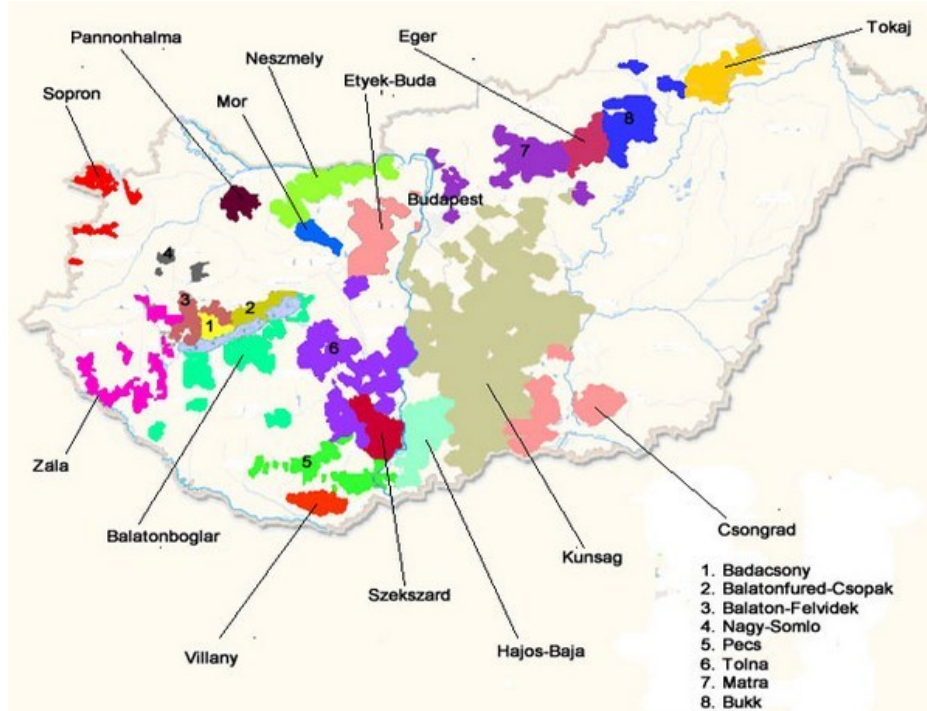 Pannonhalma
Neszmely
Eger
Tokaj
Sopron
Mor
Etyek-Buda
8
7
Budapest
4
3
2
1
6
Zala
5
Balatonboglar
Csongrad
Kunsag
Szekszard
Hajos-Baja
Villany
1. Badacsony
2. Balatonfured-Csopak
3. Balaton-Felvidek
4. Nagy-Somlo
5. Pecs
6. Tolna
7. Matra
8. Bukk